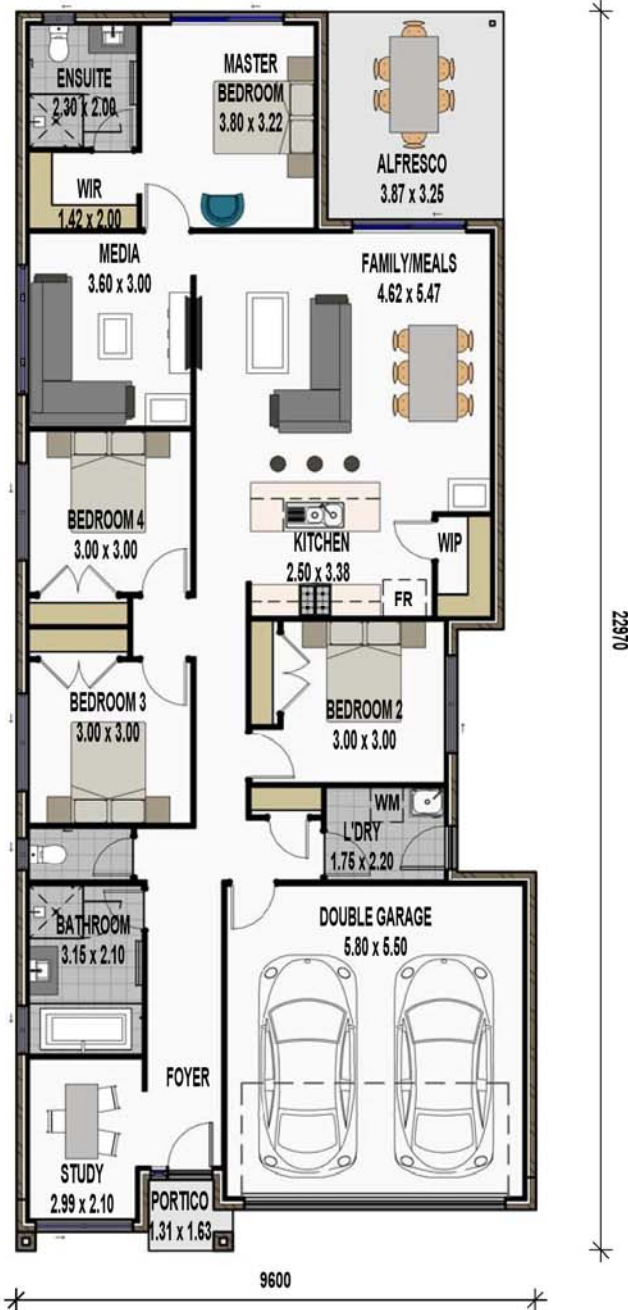 ENSUITE
2.30 x 2.00
MASTER
BEDROOM
3.80 x 3.22
ALFRESCO
3.87 x 3.25
WIR
1.42 x 2.00
MEDIA
3.60 x 3.00
FAMILY/MEALS
4.62 x 5.47
BEDROOM 4
3.00 x 3.00
KITCHEN
2.50 x 3.38
WIP
FR
22970
BEDROOM 3
3.00 x 3.00
BEDROOM 2
3.00 x 3.00
WM
L'DRY
1.75 x 2.20
BATHROOM
3.15 x 2.10
DOUBLE GARAGE
5.80 x 5.50
FOYER
STUDY
2.99 x 2.10
PORTICO
1.31 x 1.63
9600